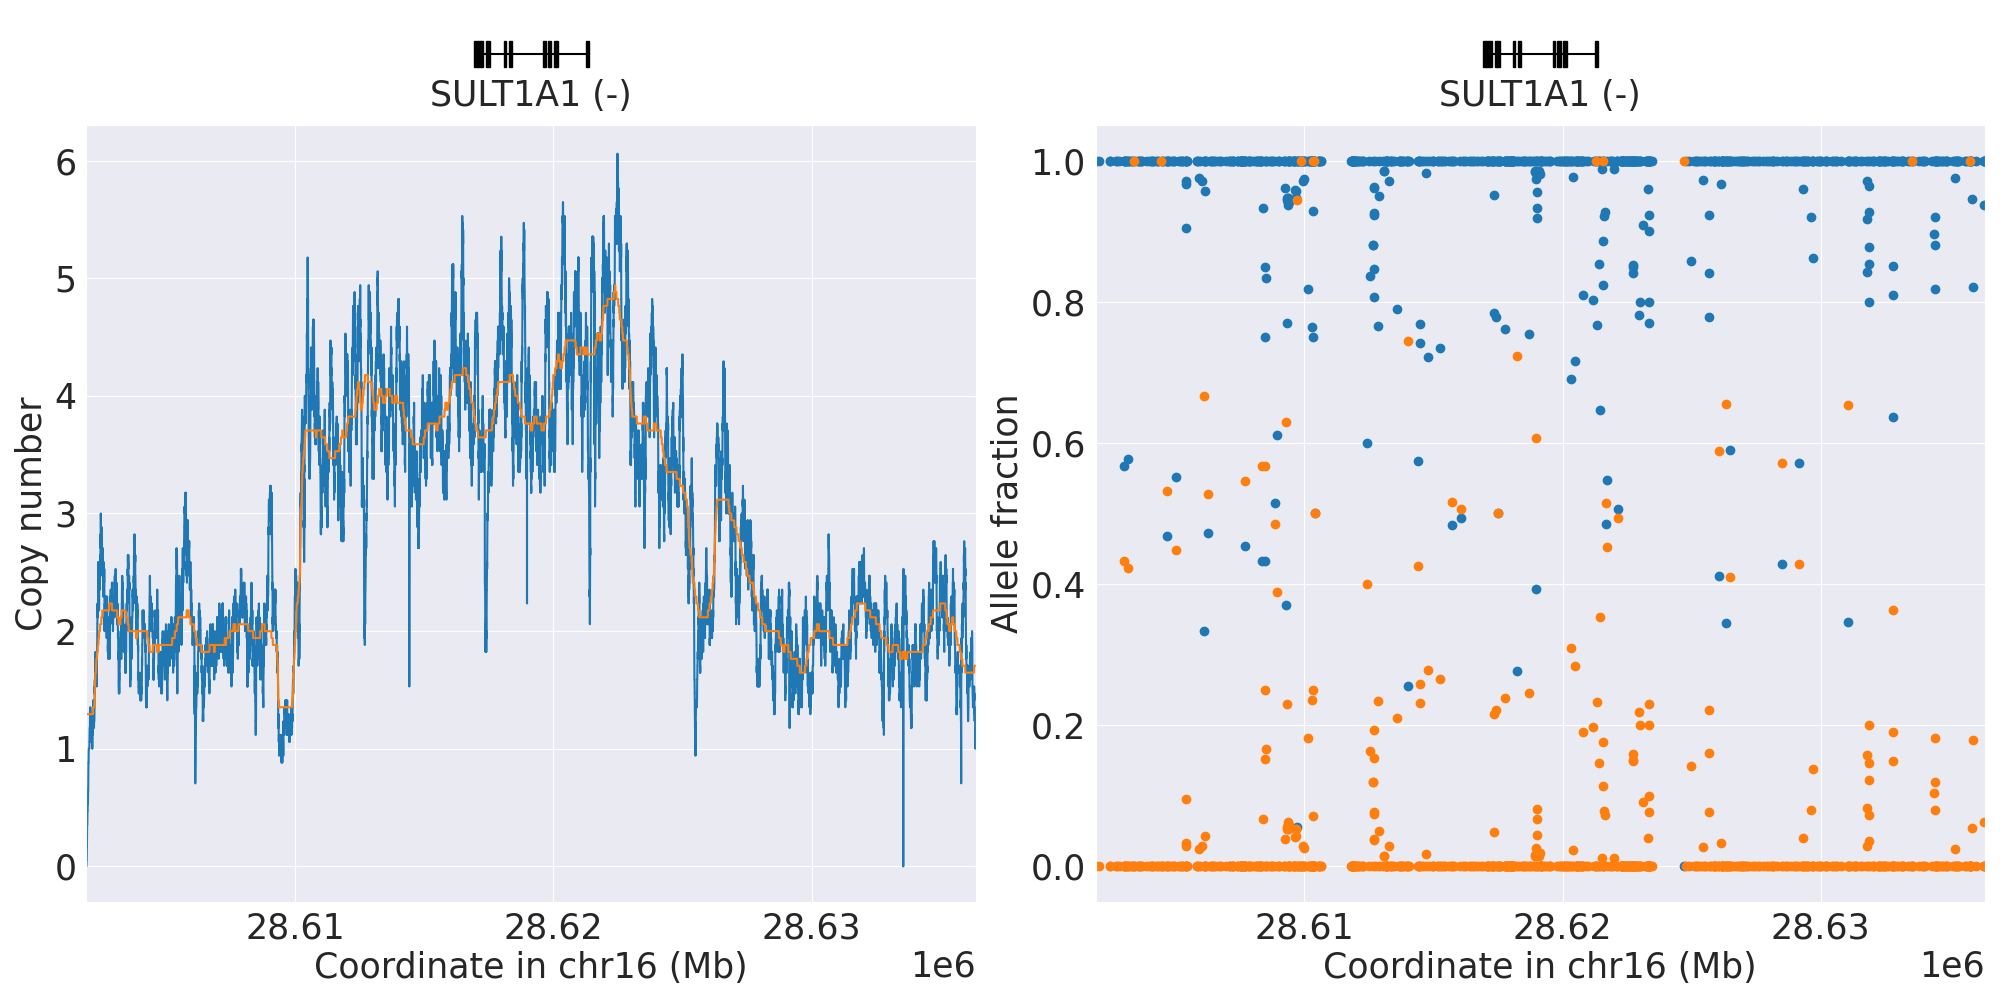 SULT1A1 (-)
6
5
4
3
2
1
0
Copy number
28.61
28.62
28.63
Coordinate in chr16 (Mb)
1e6
SULT1A1 (-)
1.0
0.8
0.6
0.4
0.2
0.0
Allele fraction
28.61
28.62
28.63
Coordinate in chr16 (Mb)
1e6